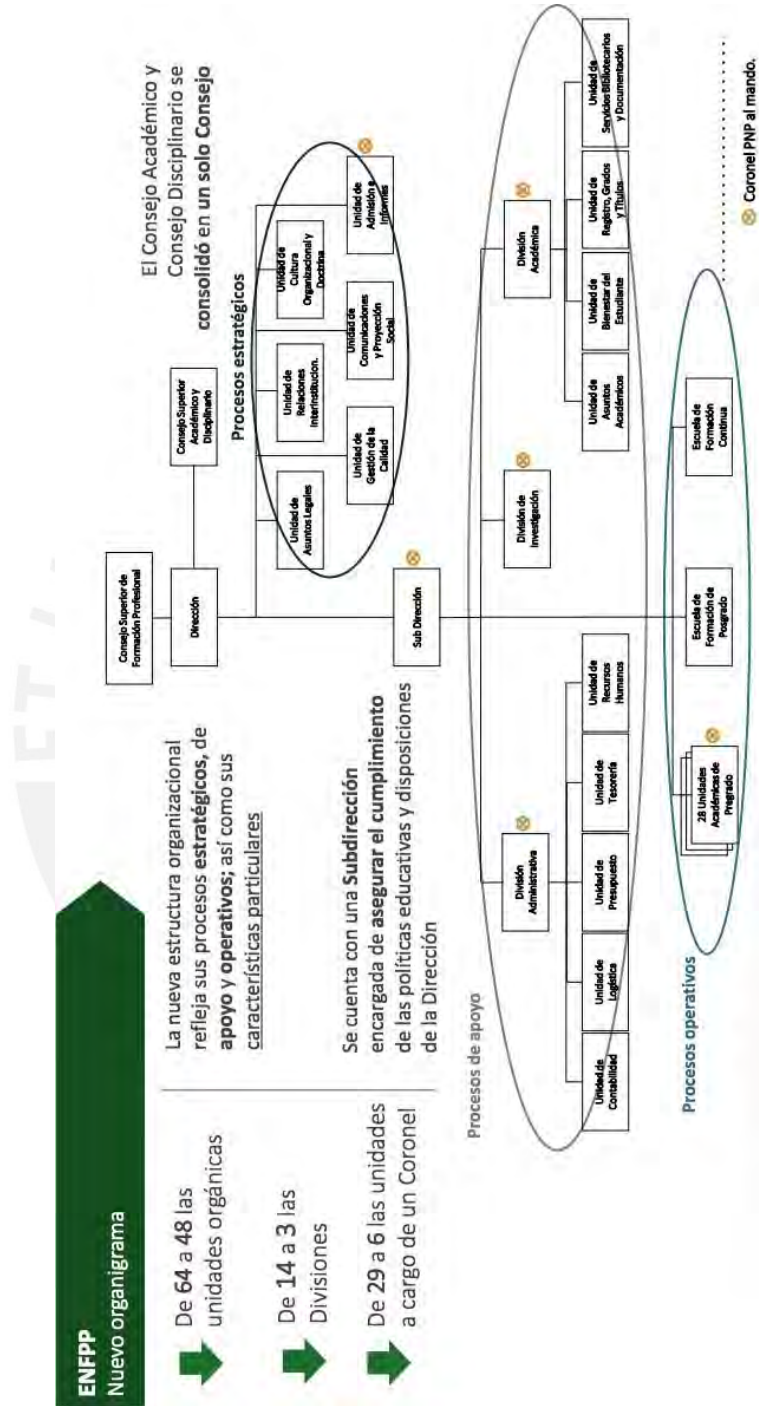 ENFPP
Nuevo organigrama
De 64 a 48 las
unidades orgánicas
De 14 a 3 las
Divisiones
De 29 a 6 las unidades
a cargo de un Coronel
La nueva estructura organizacional
refleja sus procesos estratégicos, de
apoyo y operativos; así como sus
características particulares
Se cuenta con una Subdirección
encargada de asegurar el cumplimiento
de las políticas educativas y disposiciones
de la Dirección
El Consejo Académico y
Consejo Disciplinario se
consolidó en un solo Consejo
Consejo Superior de
Formación Profesional
Dirección
Consejo Superior
Académico y
Disciplinario
Procesos estratégicos
Unidad de
Asuntos Legales
Unidad de
Relaciones
Interinstitucion.
Unidad de
Cultura
Organizacional y
Doctrina
Unidad de
Gestión de la
Calidad
Unidad de
Comunicaciones
y Proyección
Social
Unidad de
Admisión e
Informes
Sub Dirección
Procesos de apoyo
División
Administrativa
División de
Investigación
División
Académica
Unidad de
Contabilidad
Unidad de
Logística
Unidad de
Presupuesto
Unidad de
Tesorería
Unidad de
Recursos
Humanos
Unidad de
Asuntos
Académicos
Unidad de
Bienestar del
Estudiante
Unidad de
Registro, Grados
y Títulos
Unidad de
Servicios Bibliotecarios
y Documentación
Procesos operativos
28 Unidades
Académicas de
Pregrado
Escuela de
Formación de
Posgrado
Escuela de
Formación
Continua
Coronel PNP al mando.